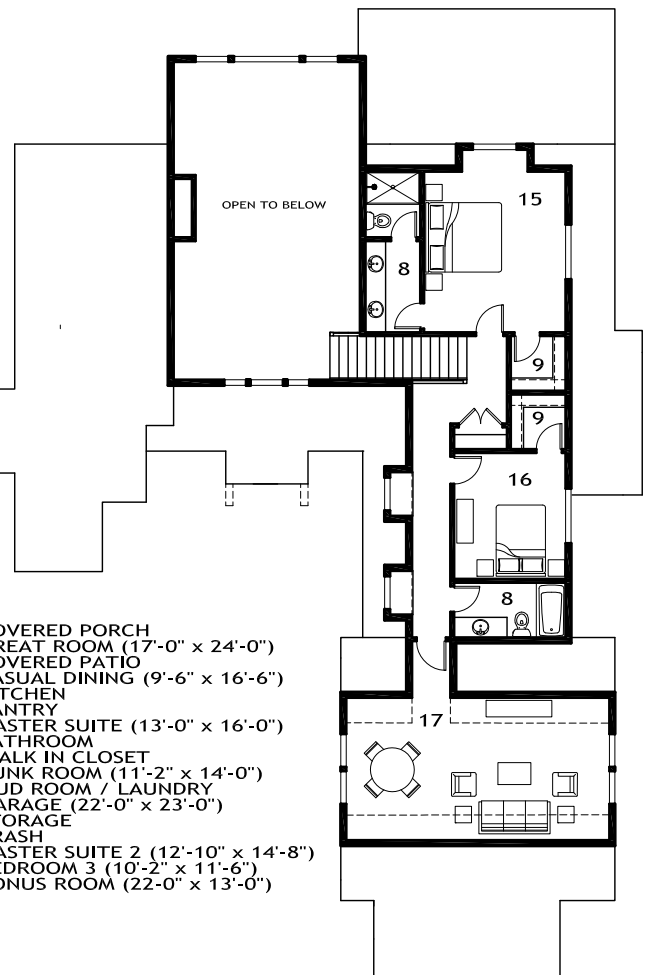 OPEN TO BELOW
15
8
9
9
16
8
17
OVERED PORCH
REAT ROOM (17'-0" x 24'-0")
OVERED PATIO
ASUAL DINING (9'-6" x 16'-6")
ITCHEN
ANTRY
ASTER SUITE (13'-0" x 16'-0")
ATHROOM
ALK IN CLOSET
UNK ROOM (11'-2" x 14'-0")
UD ROOM / LAUNDRY
ARAGE (22'-0" x 23'-0")
TORAGE
RASH
ASTER SUITE 2 (12'-10" x 14'-8")
EDROOM 3 (10'-2" x 11'-6")
ONUS ROOM (22-0" x 13'-0")